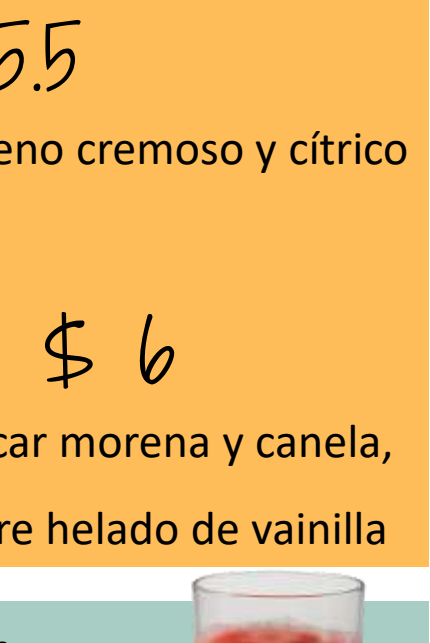 5.5
eno cremoso y cítrico
$ 6
car morena y canela,
re helado de vainilla